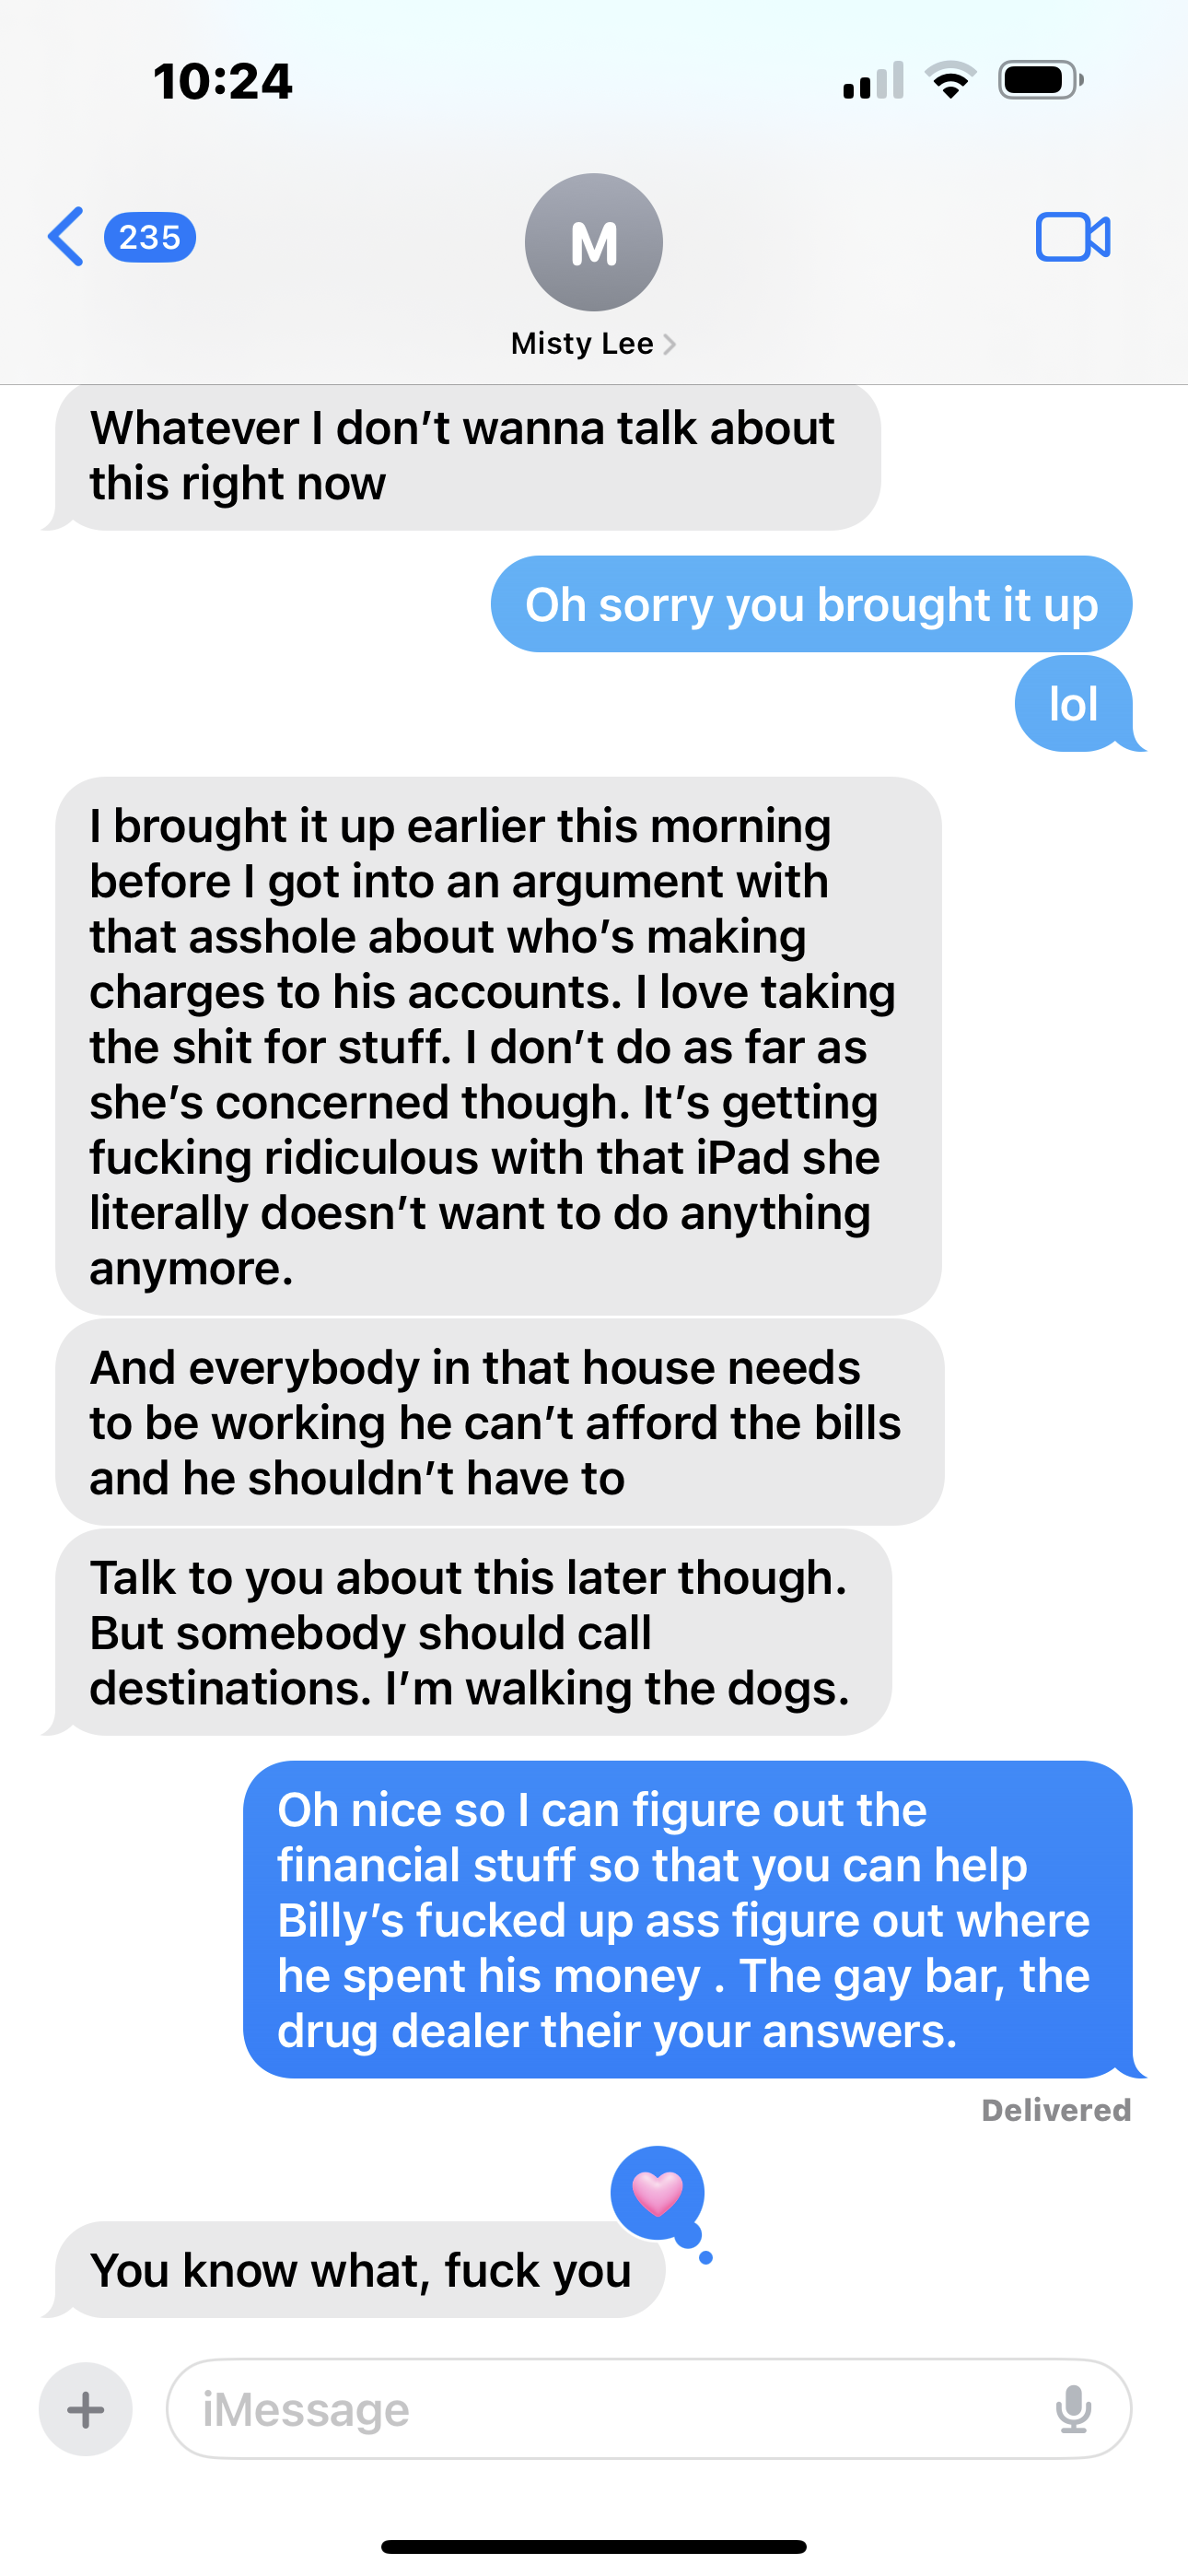 10:24
235
M
Misty Lee
Whatever I don't wanna talk about
this right now
Oh sorry you brought it up
lol
I brought it up earlier this morning
before I got into an argument with
that asshole about who's making
charges to his accounts. I love taking
the shit for stuff. I don't do as far as
she's concerned though. It's getting
fucking ridiculous with that iPad she
literally doesn't want to do anything
anymore.
And everybody in that house needs
to be working he can't afford the bills
and he shouldn't have to
Talk to you about this later though.
But somebody should call
destinations. I'm walking the dogs.
Oh nice so I can figure out the
financial stuff so that you can help
Billy's fucked up ass figure out where
he spent his money . The gay bar, the
drug dealer their your answers.
Delivered
You know what, fuck you
iMessage